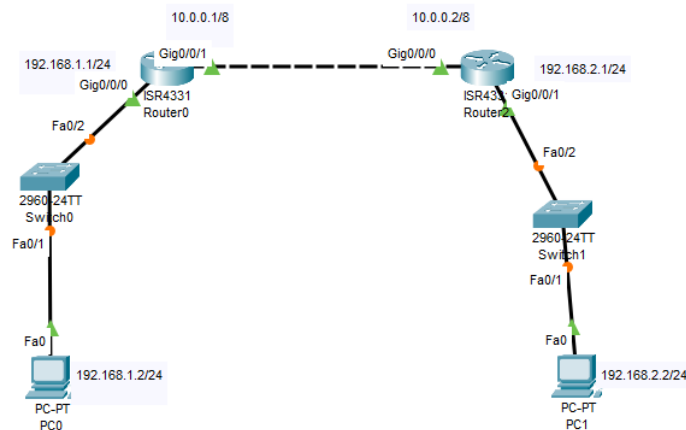 10.0.0.1/8
10.0.0.2/8
192.168.1.1/24
Gig0/0/1
Gig0/0/0
192.168.2.1/24
Gig0/0/0
ISR4331
Router0
ISR433
Router2
Gig0/0/1
Fa0/2
Fa0/2
2960-24TT
Switch0
2960-24TT
Switch1
Fa0/1
Fa0/1
Fa0
192.168.1.2/24
Fa0
192.168.2.2/24
PC-PT
PC0
PC-PT
PC1